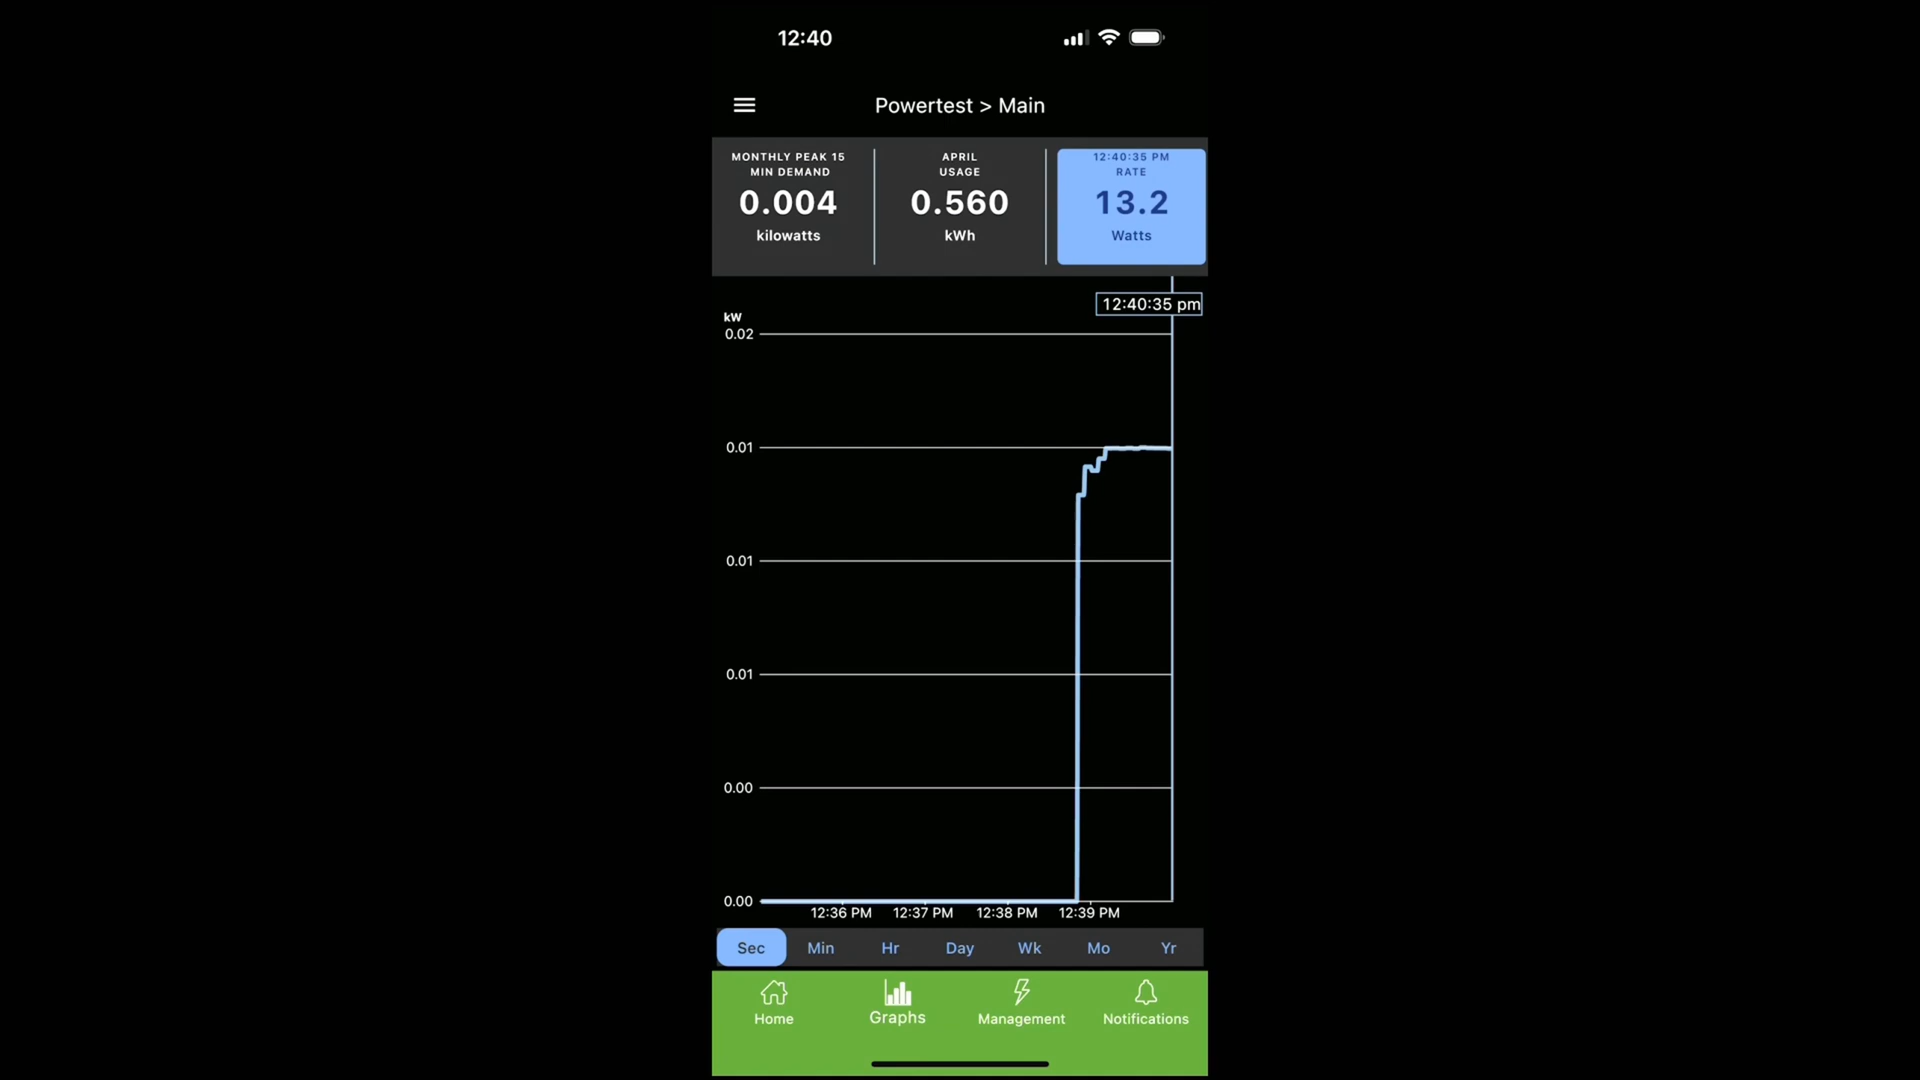 12:40
Powertest > Main
MONTHLY PEAK 15
MIN DEMAND
0.004
kilowatts
APRIL
USAGE
0.560
kWh
12:40:35 PM
RATE
13.2
Watts
12:40:35 pm
kW
0.02
0.01
0.01
0.01
0.00
0.00
12:36 PM 12:37 PM 12:38 PM 12:39 PM
Sec Min Hr Day Wk Mo Yr
Home Graphs Management Notifications